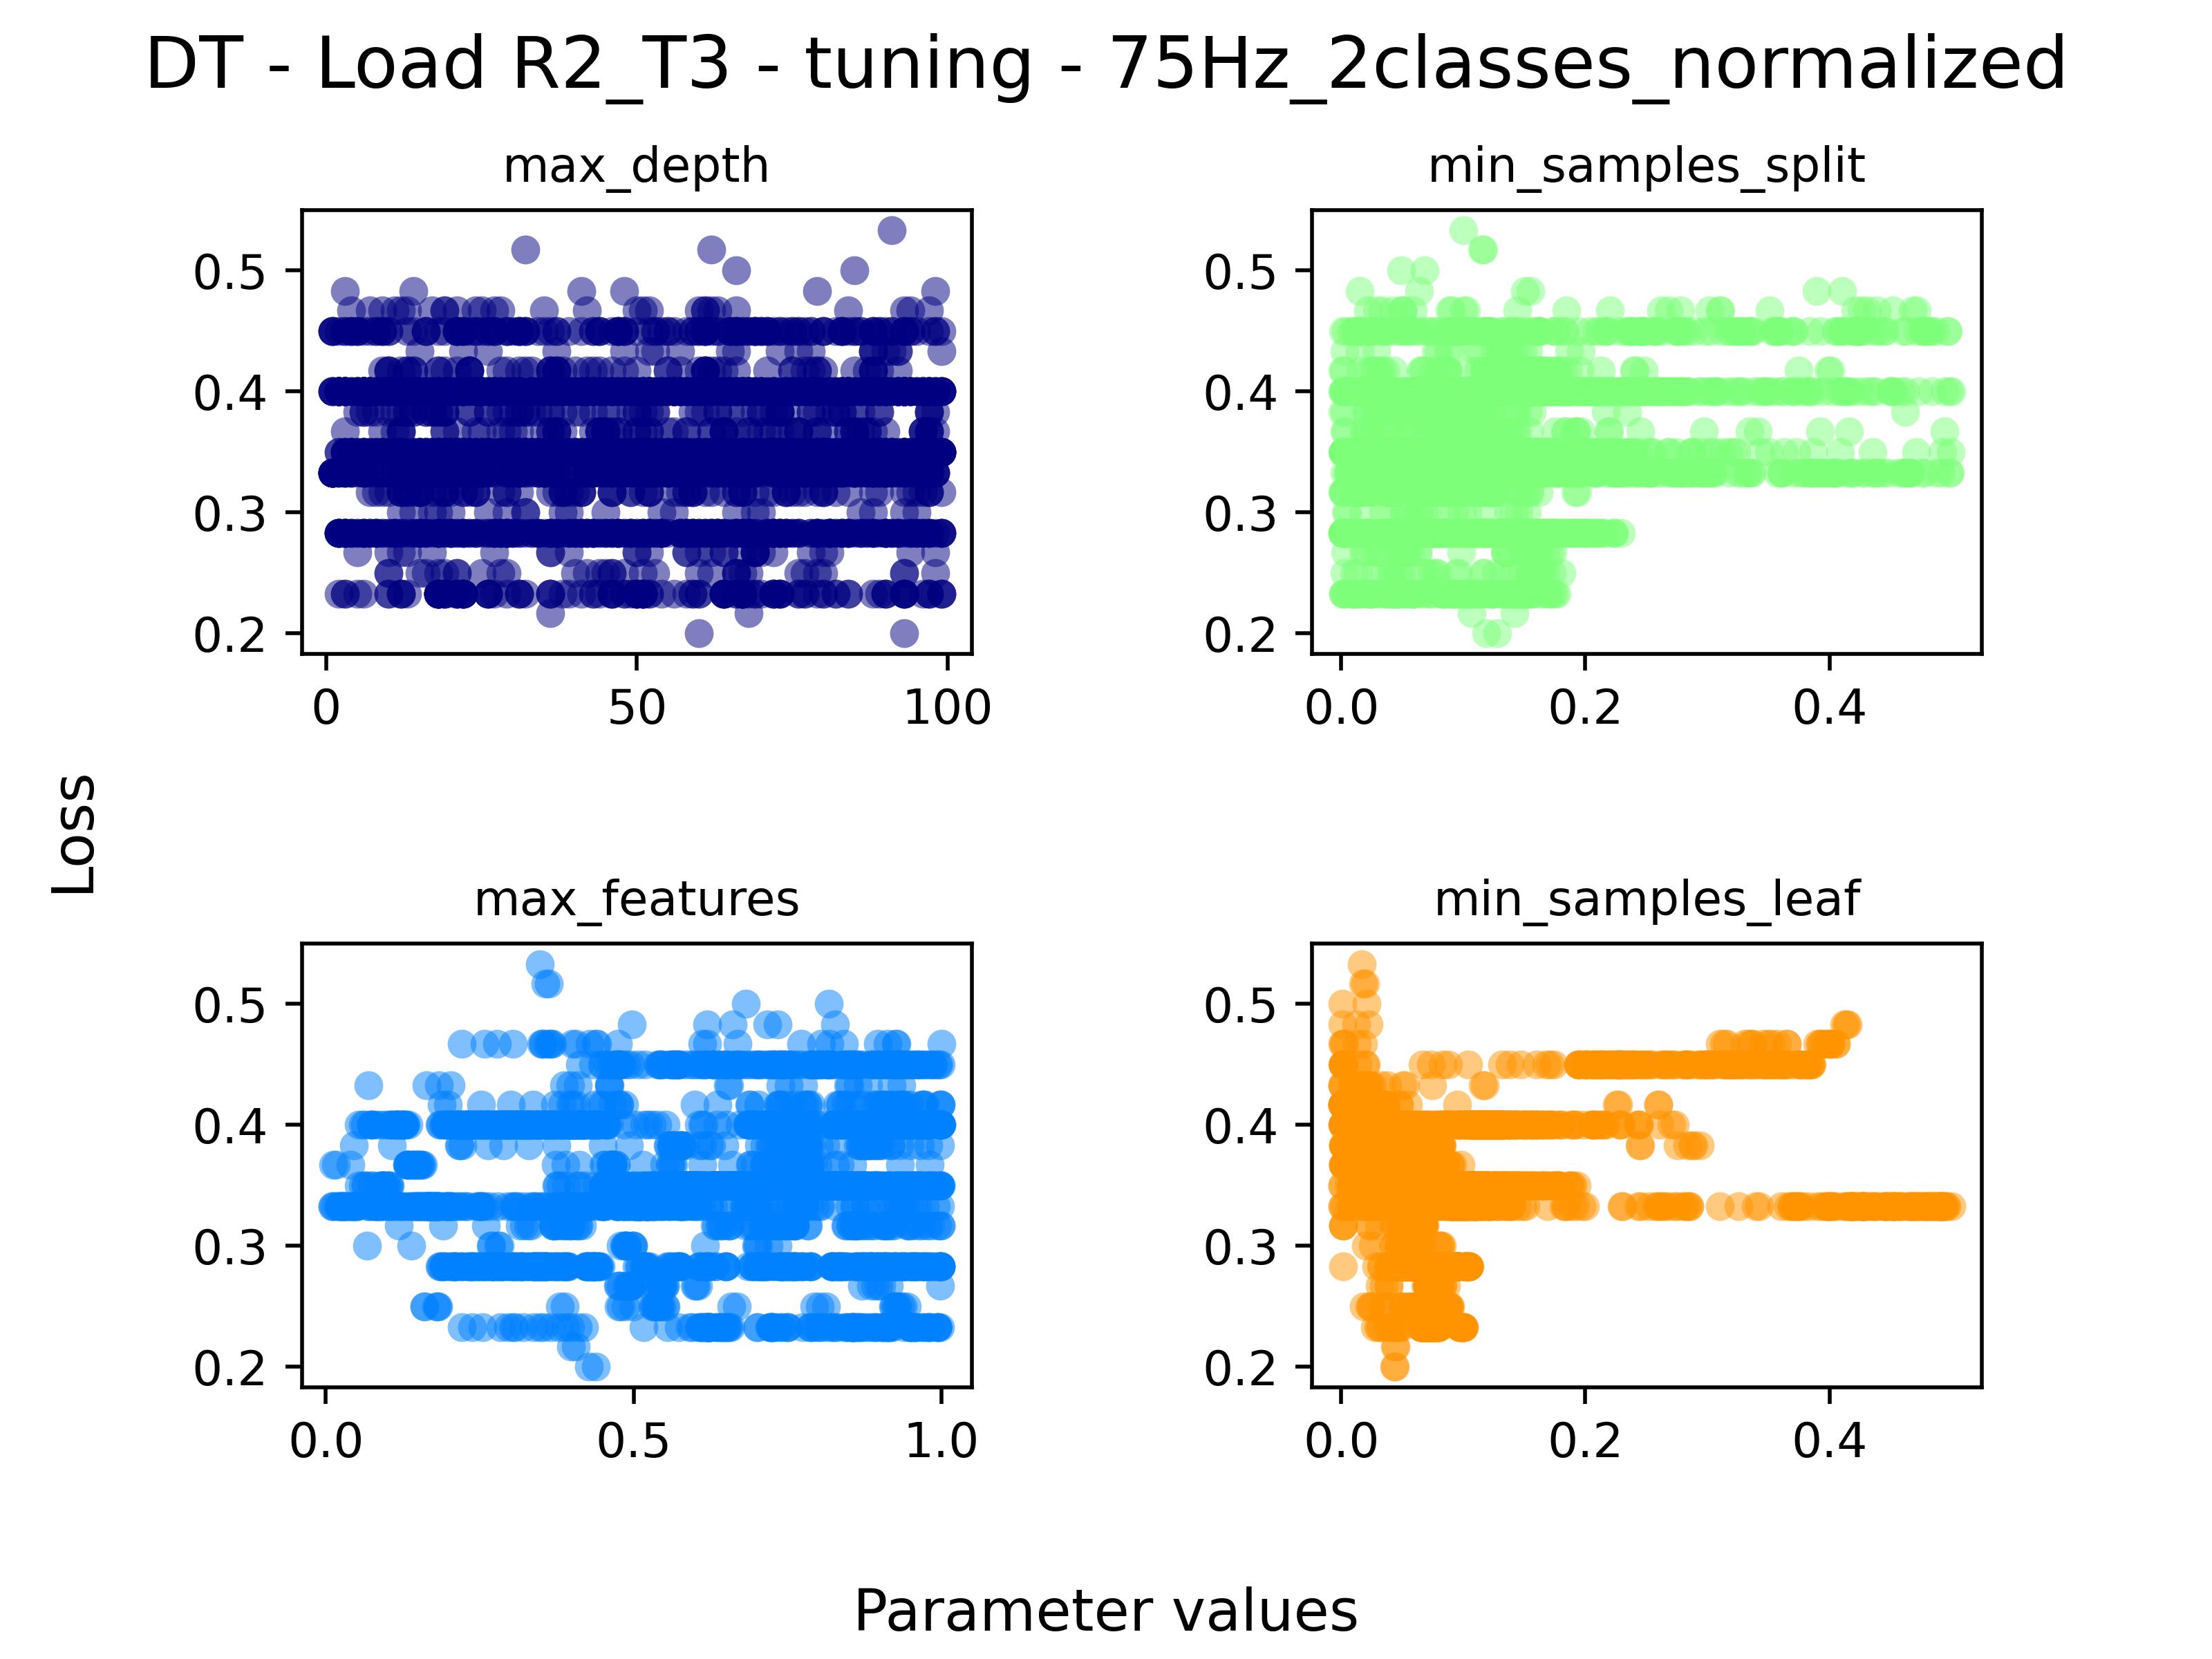 DT - Load R2_T3 - tuning - 75Hz_2classes_normalized
max_depth
min_samples_split
0.5
0.4
0.3
0.2
0 50 100
0.5
0.4
0.3
0.2
0.0 0.2 0.4
Loss
max_features
min_samples_leaf
0.5
0.4
0.3
0.2
0.0 0.5 1.0
0.5
0.4
0.3
0.2
0.0 0.2 0.4
Parameter values